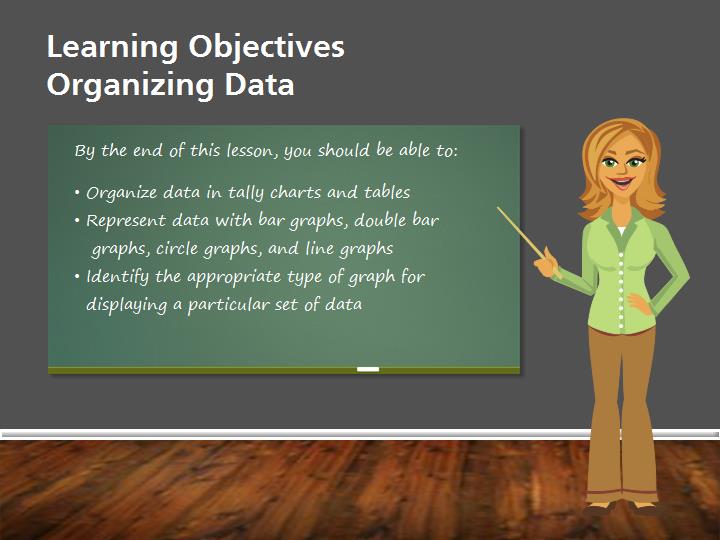 Learning Objectives
Organizing Data
By the end of this lesson, you should be able to:
• Organize data in tally charts and tables
• Represent data with bar graphs, double bar
graphs, circle graphs, and line graphs
• Identify the appropriate type of graph for
displaying a particular set of data